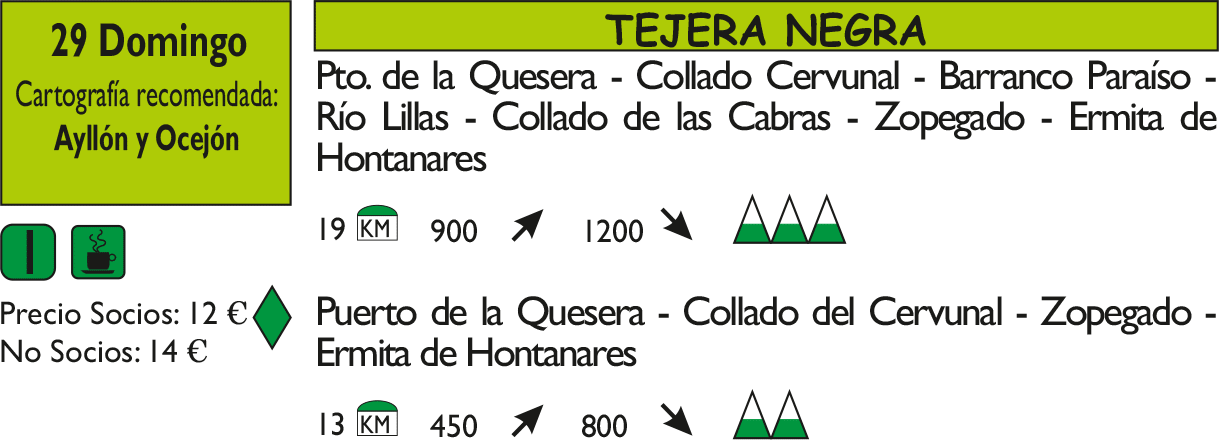 29 Domingo
Cartografía recomendada:
Ayllón y Ocejón
TEJERA NEGRA
Pto. de la Quesera - Collado Cervunal - Barranco Paraíso -
Río Lillas - Collado de las Cabras - Zopegado - Ermita de
Hontanares
19 KM 900 1200
I
Precio Socios: 12 €
No Socios: 14 €
Puerto de la Quesera - Collado del Cervunal - Zopegado -
Ermita de Hontanares
13 KM 450 800